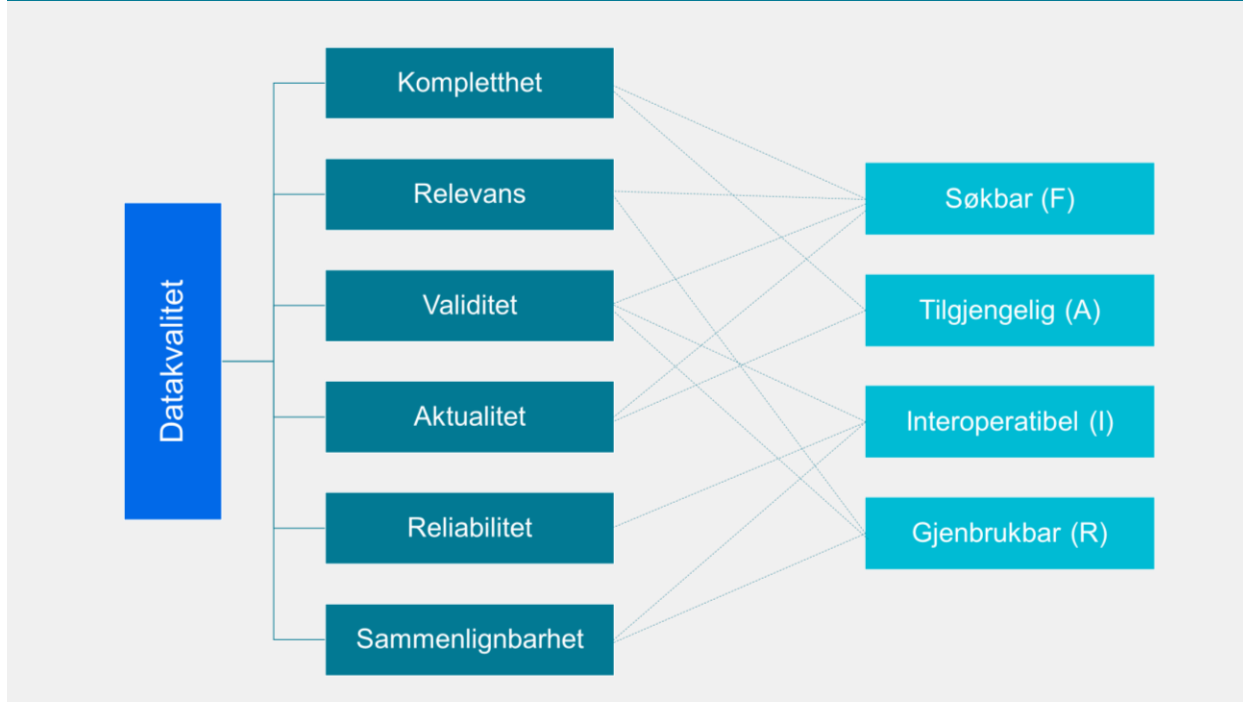 Datakvalitet
Kompletthet
Relevans
Validitet
Aktualitet
Reliabilitet
Sammenlignbarhet
Søkbar (F)
Tilgjengelig (A)
Interoperatibel (I)
Gjenbrukbar (R)